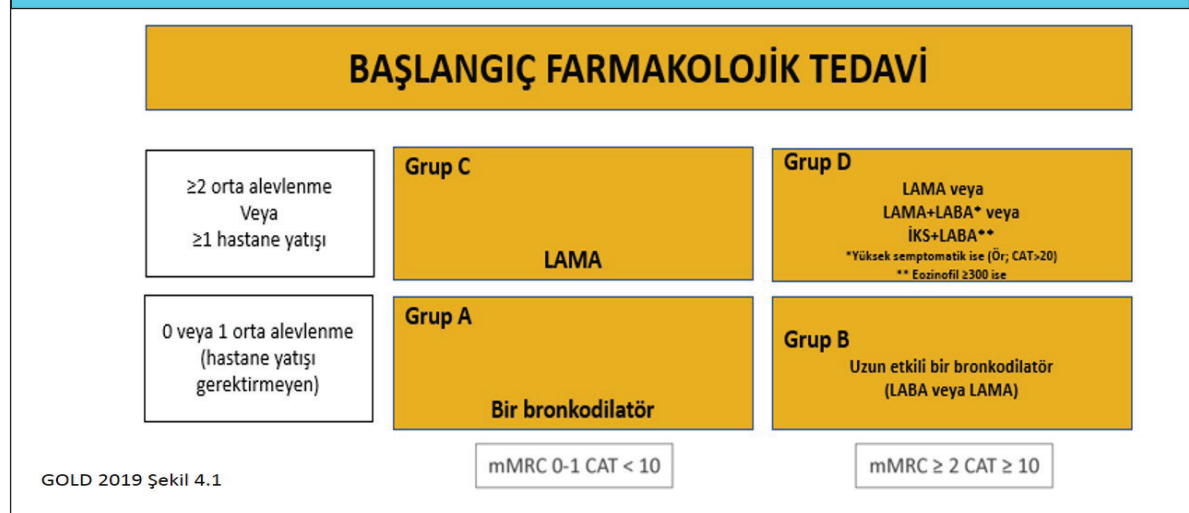 BAŞLANGIÇ FARMAKOLOJİK TEDAVİ
≥2 orta alevlenme
Veya
≥1 hastane yatışı
Grup C
LAMA
Grup D
LAMA veya
LAMA+LABA* veya
İKS+LABA**
*Yüksek semptomatik ise (Ör; CAT>20)
** Eozinofil ≥300 ise
0 veya 1 orta alevlenme
(hastane yatışı
gerektirmeyen)
Grup A
Bir bronkodilatör
Grup B
Uzun etkili bir bronkodilatör
(LABA veya LAMA)
mMRC 0-1 CAT < 10
mMRC ≥ 2 CAT ≥ 10
GOLD 2019 Şekil 4.1